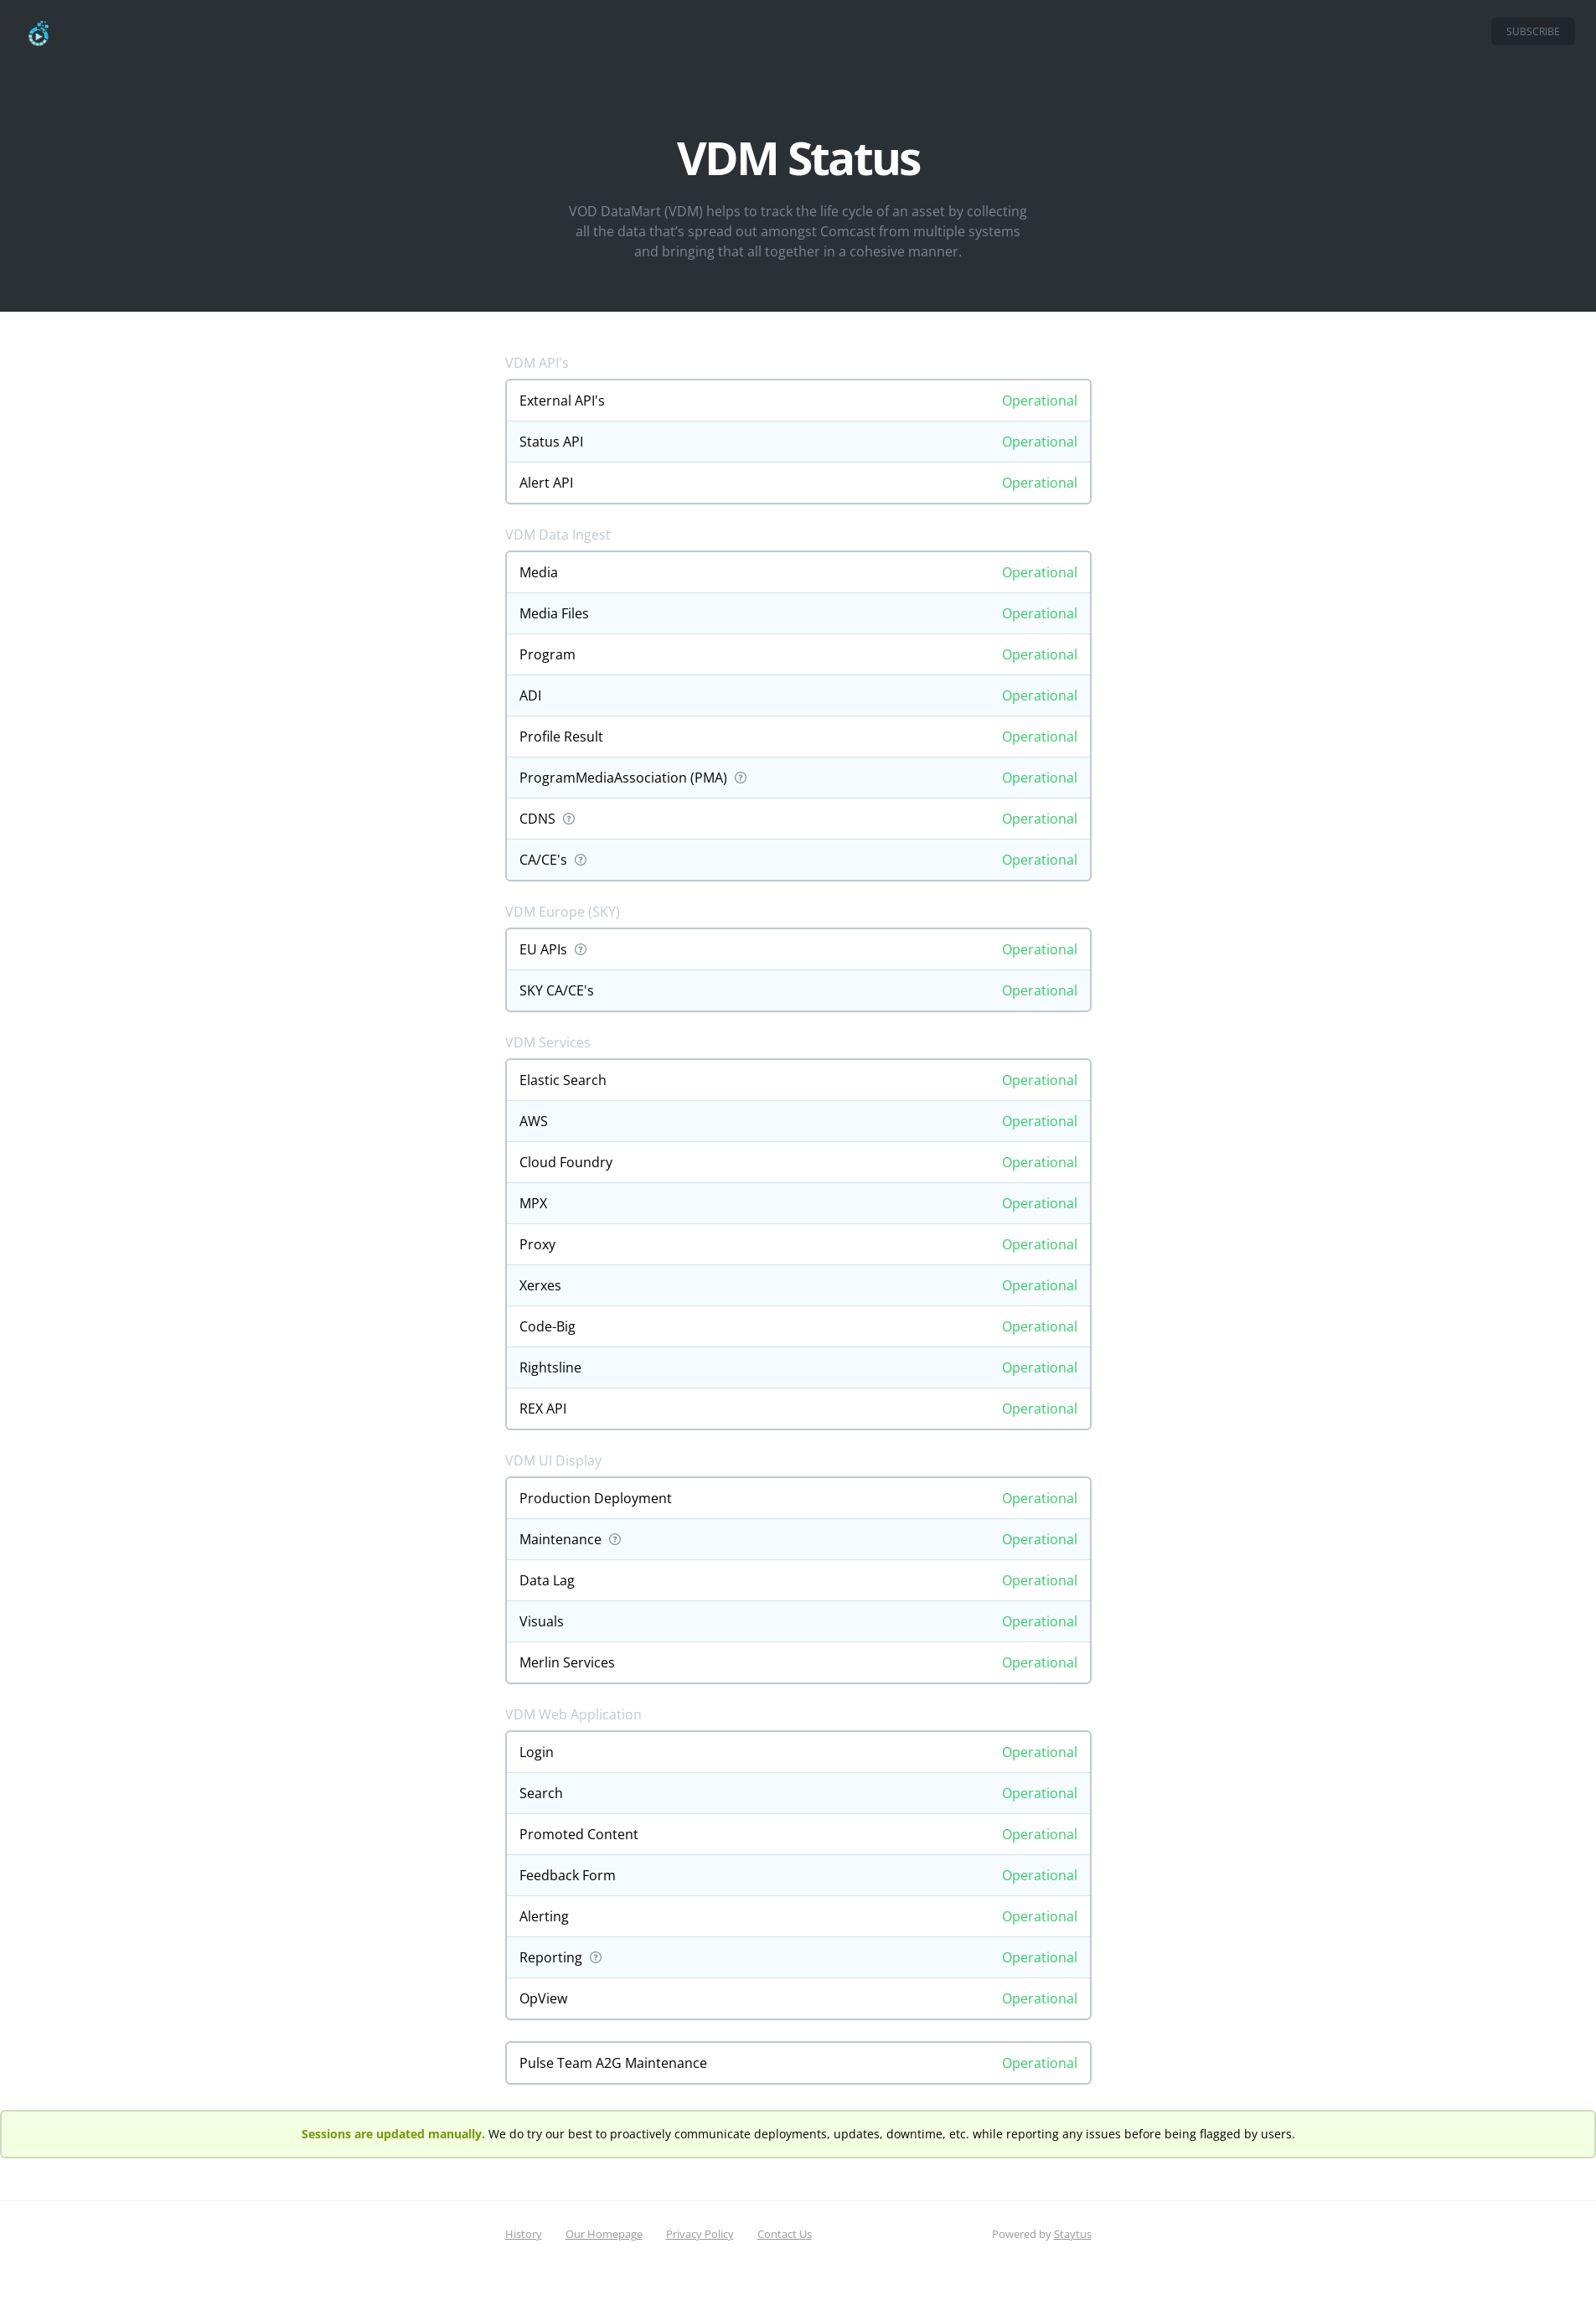 SUBSCRIBE
VDM Status
VOD DataMart (VDM) helps to track the life cycle of an asset by collecting
all the data that’s spread out amongst Comcast from multiple systems
and bringing that all together in a cohesive manner.
VDM API's
External API's Operational
Status API Operational
Alert API Operational
VDM Data Ingest
Media Operational
Media Files Operational
Program Operational
ADI Operational
Profile Result Operational
ProgramMediaAssociation (PMA) ? Operational
CDNS ? Operational
CA/CE's ? Operational
VDM Europe (SKY)
EU APIs ? Operational
SKY CA/CE's Operational
VDM Services
Elastic Search Operational
AWS Operational
Cloud Foundry Operational
MPX Operational
Proxy Operational
Xerxes Operational
Code-Big Operational
Rightsline Operational
REX API Operational
VDM UI Display
Production Deployment Operational
Maintenance ? Operational
Data Lag Operational
Visuals Operational
Merlin Services Operational
VDM Web Application
Login Operational
Search Operational
Promoted Content Operational
Feedback Form Operational
Alerting Operational
Reporting ? Operational
OpView Operational
Pulse Team A2G Maintenance Operational
Sessions are updated manually. We do try our best to proactively communicate deployments, updates, downtime, etc. while reporting any issues before being flagged by users.
History Our Homepage Privacy Policy Contact Us Powered by Staytus